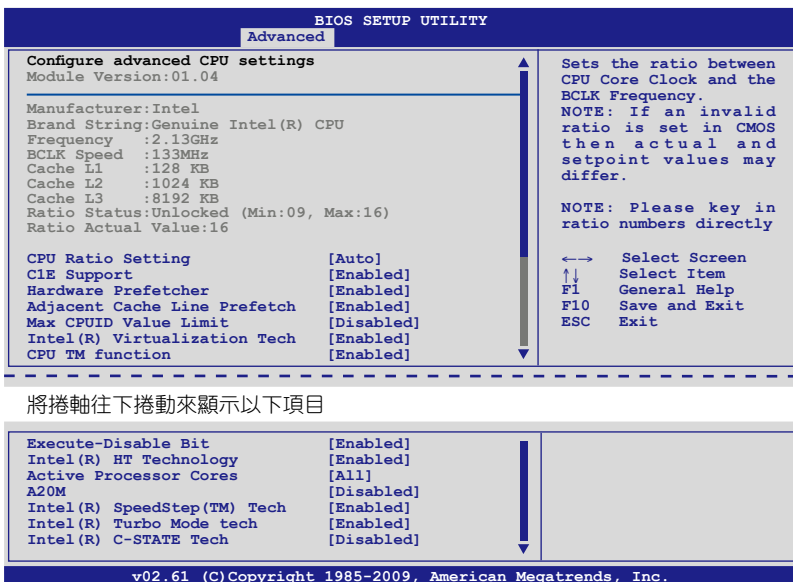 BIOS SETUP UTILITY
Advanced
Configure advanced CPU settings
Module Version:01.04
Manufacturer:Intel
Brand String:Genuine Intel(R) CPU
Frequency :2.13GHz
BCLK Speed :133MHz
Cache L1 :128 KB
Cache L2 :1024 KB
Cache L3 :8192 KB
Ratio Status:Unlocked (Min:09, Max:16)
Ratio Actual Value:16
CPU Ratio Setting [Auto]
C1E Support [Enabled]
Hardware Prefetcher [Enabled]
Adjacent Cache Line Prefetch [Enabled]
Max CPUID Value Limit [Disabled]
Intel(R) Virtualization Tech [Enabled]
CPU TM function [Enabled]
Sets the ratio between
CPU Core Clock and the
BCLK Frequency.
NOTE: If an invalid
ratio is set in CMOS
then actual and
setpoint values may
differ.
NOTE: Please key in
ratio numbers directly
←→ Select Screen
↑↓ Select Item
F1 General Help
F10 Save and Exit
ESC Exit
將捲軸往下捲動來顯示以下項目
Execute-Disable Bit [Enabled]
Intel(R) HT Technology [Enabled]
Active Processor Cores [All]
A20M [Disabled]
Intel(R) SpeedStep(TM) Tech [Enabled]
Intel(R) Turbo Mode tech [Enabled]
Intel(R) C-STATE Tech [Disabled]
v02.61 (C)Copyright 1985-2009, American Megatrends, Inc.